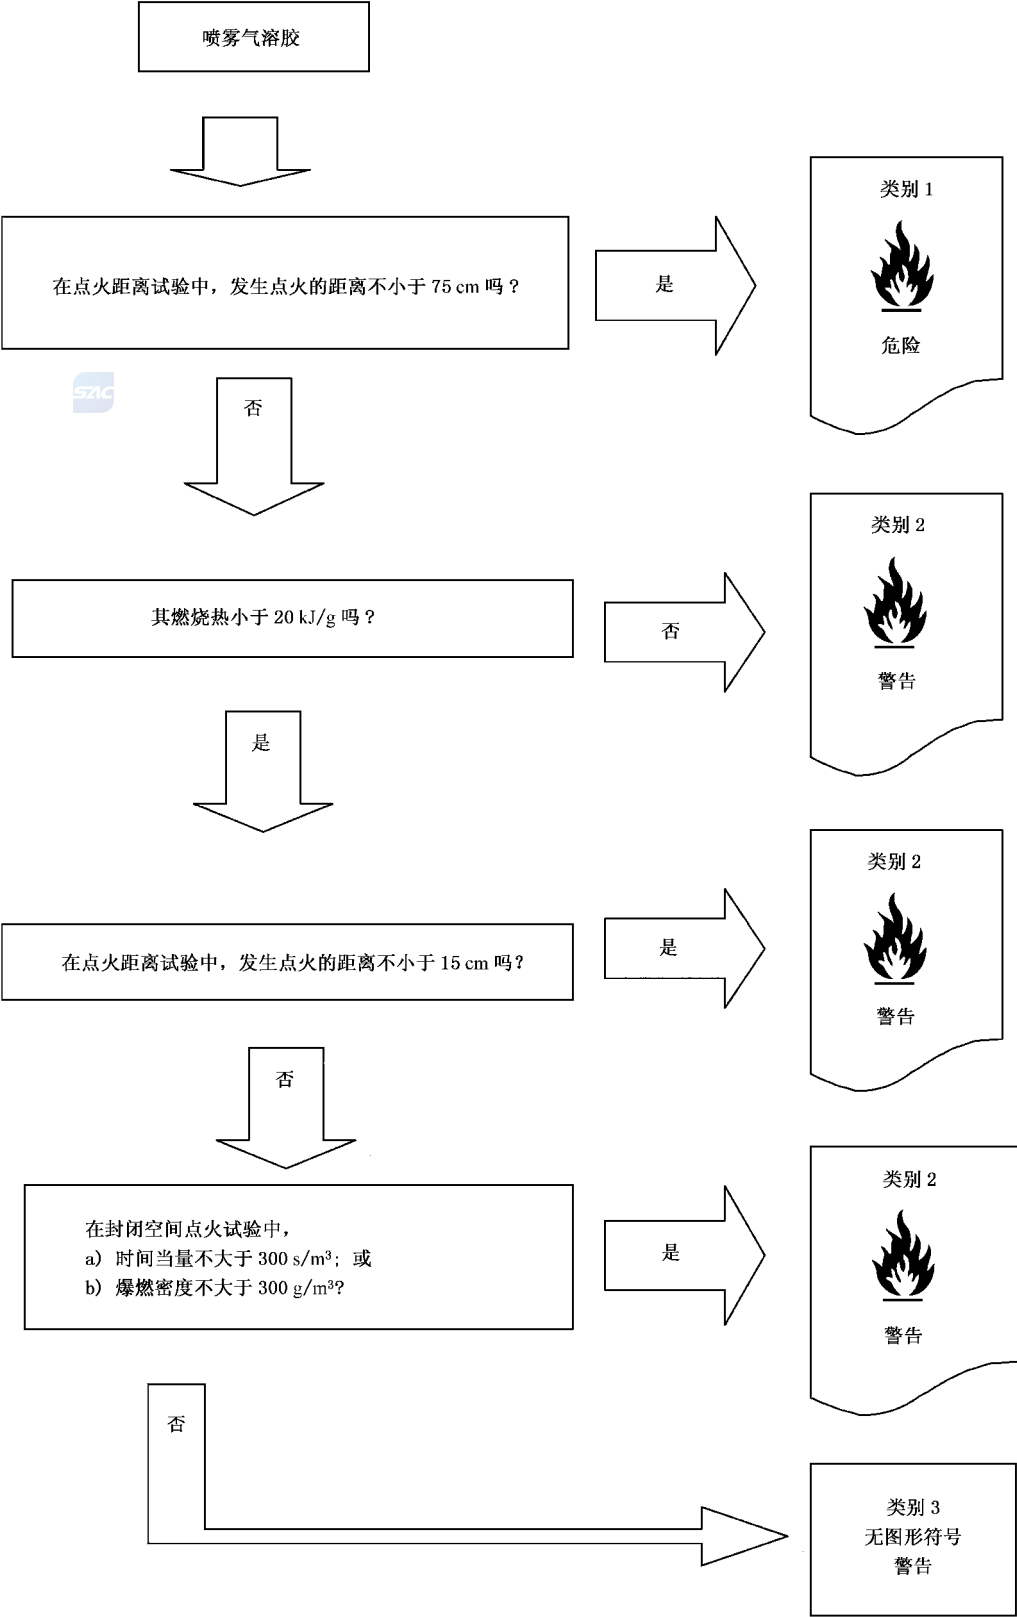 喷雾气溶胶
类别 1
在点火距离试验中，发生点火的距离不小于 75 cm 吗？
是
危险
SAC
否
类别 2
其燃烧热小于 20 kJ/g 吗？
否
警告
是
类别 2
在点火距离试验中，发生点火的距离不小于 15 cm 吗？
是
警告
否
类别 2
在封闭空间点火试验中，
a) 时间当量不大于 300 s/m³；或
b) 爆燃密度不大于 300 g/m³？
是
警告
否
类别 3
无图形符号
警告